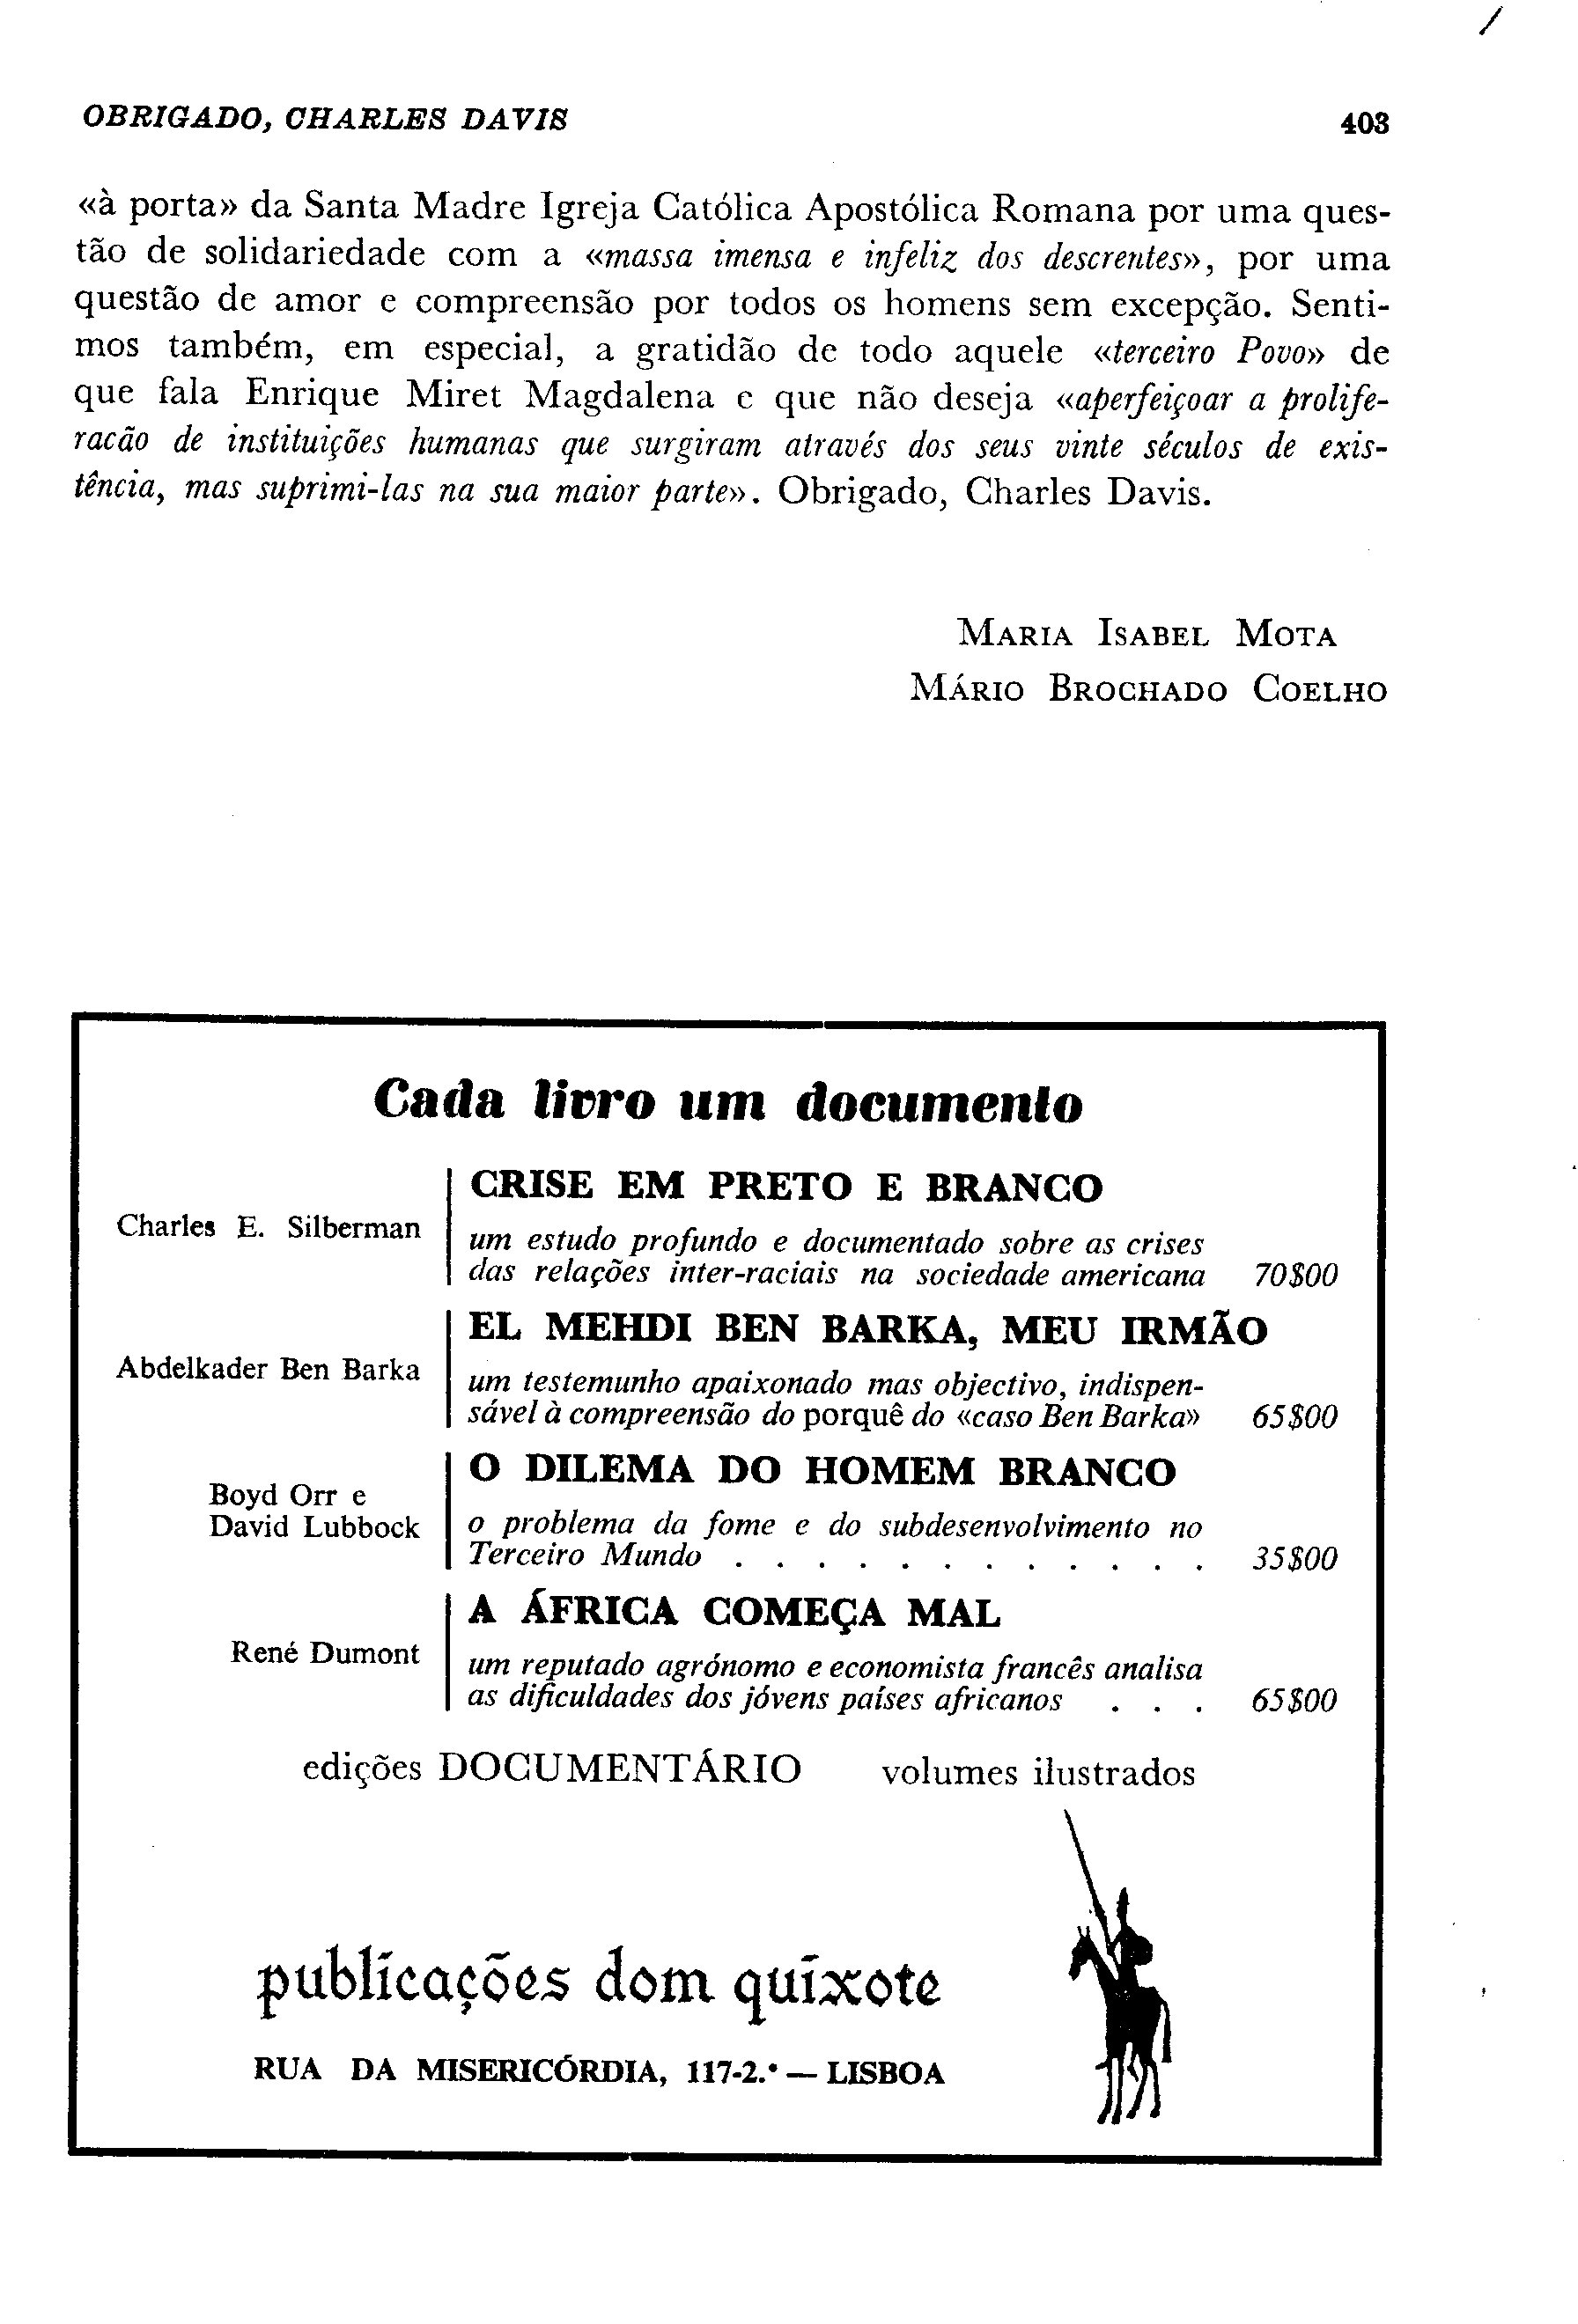 OBRIGADO, CHARLES DAVIS 403
«à porta» da Santa Madre Igreja Católica Apostólica Romana por uma ques-
tão de solidariedade com a «massa imensa e infeliz dos descrentes», por uma
questão de amor e compreensão por todos os homens sem excepção. Senti-
mos também, em especial, a gratidão de todo aquele «terceiro Povo» de
que fala Enrique Miret Magdalena e que não deseja «aperfeiçoar a prolife-
racão de instituições humanas que surgiram através dos seus vinte séculos de exis-
tência, mas suprimi-las na sua maior parte». Obrigado, Charles Davis.
MARIA ISABEL MOTA
MÁRIO BROCHADO COELHO
Cada livro um documento
Charles E. Silberman
CRISE EM PRETO E BRANCO
um estudo profundo e documentado sobre as crises
das relações inter-raciais na sociedade americana 70$00
Abdelkader Ben Barka
EL MEHDI BEN BARKA, MEU IRMÃO
um testemunho apaixonado mas objectivo, indispen-
sável à compreensão do porquê do «caso Ben Barka» 65$00
Boyd Orr e
David Lubbock
O DILEMA DO HOMEM BRANCO
o problema da fome e do subdesenvolvimento no
Terceiro Mundo . . . . . . . . . . . . 35$00
René Dumont
A ÁFRICA COMEÇA MAL
um reputado agrónomo e economista francês analisa
as dificuldades dos jóvens países africanos . . . 65$00
edições DOCUMENTÁRIO volumes ilustrados
publicações dom quixote
RUA DA MISERICÓRDIA, 117-2.º — LISBOA